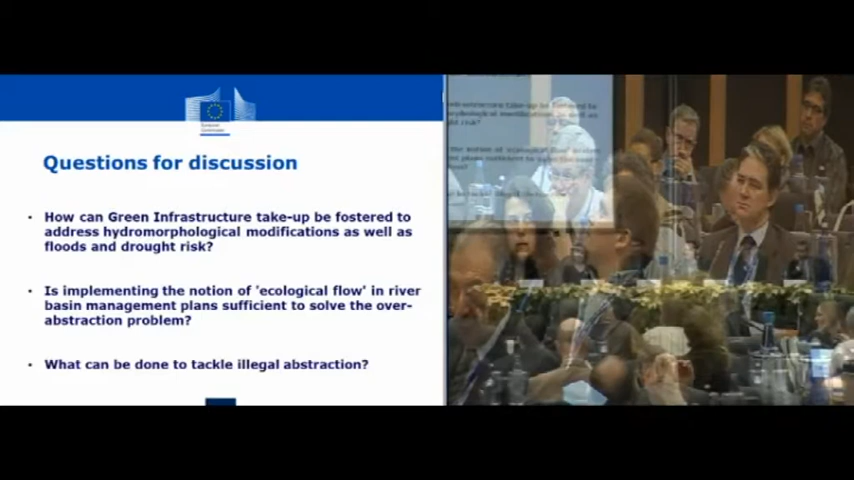 European
Commission
Questions for discussion
• How can Green Infrastructure take-up be fostered to
address hydromorphological modifications as well as
floods and drought risk?
• Is implementing the notion of 'ecological flow' in river
basin management plans sufficient to solve the over-
abstraction problem?
• What can be done to tackle illegal abstraction?